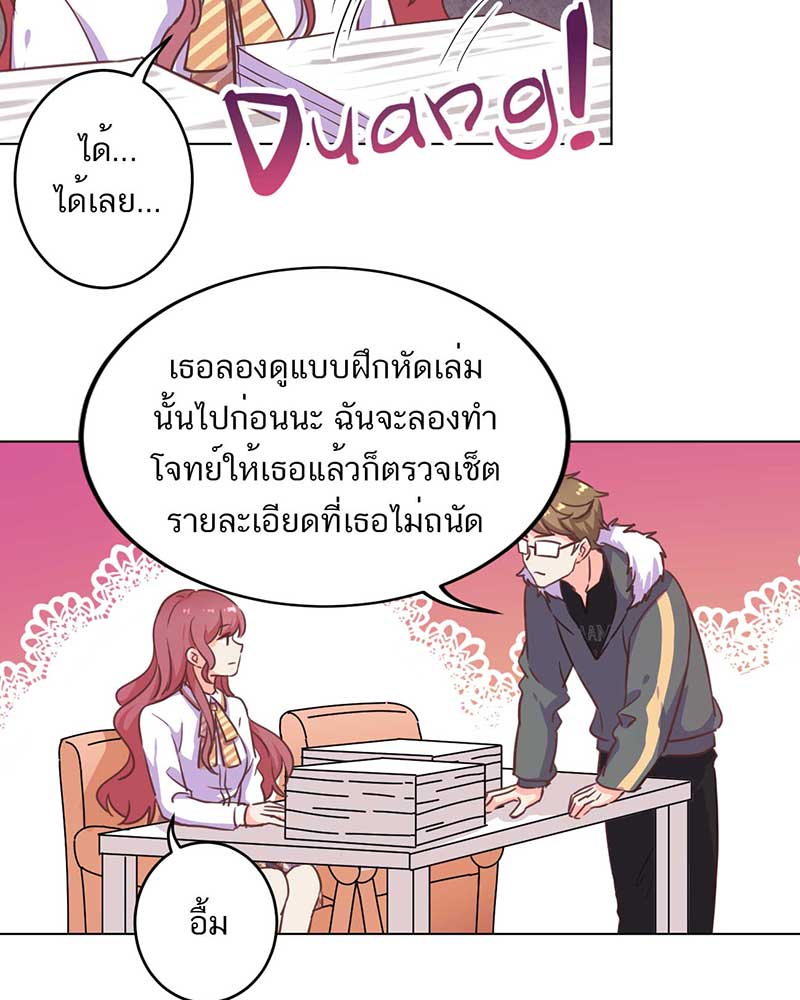 Duang!
ได้...
ได้เลย...
เธอลองดูแบบฝึกหัดเล่ม
นั้นไปก่อนนะ ฉันจะลองทำ
โจทย์ให้เธอแล้วก็ตรวจเช็ต
รายละเอียดที่เธอไม่ถนัด
อื้ม